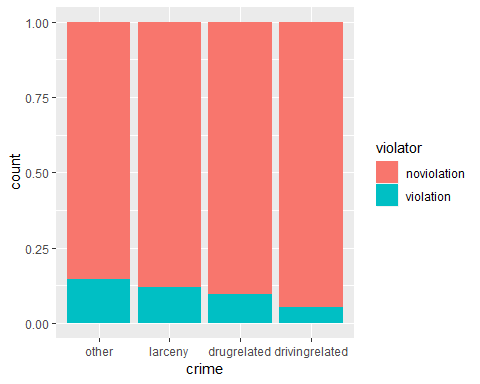 1.00
0.75
0.50
0.25
0.00
count
other larceny drugrelated drivingrelated
crime
violator
noviolation
violation